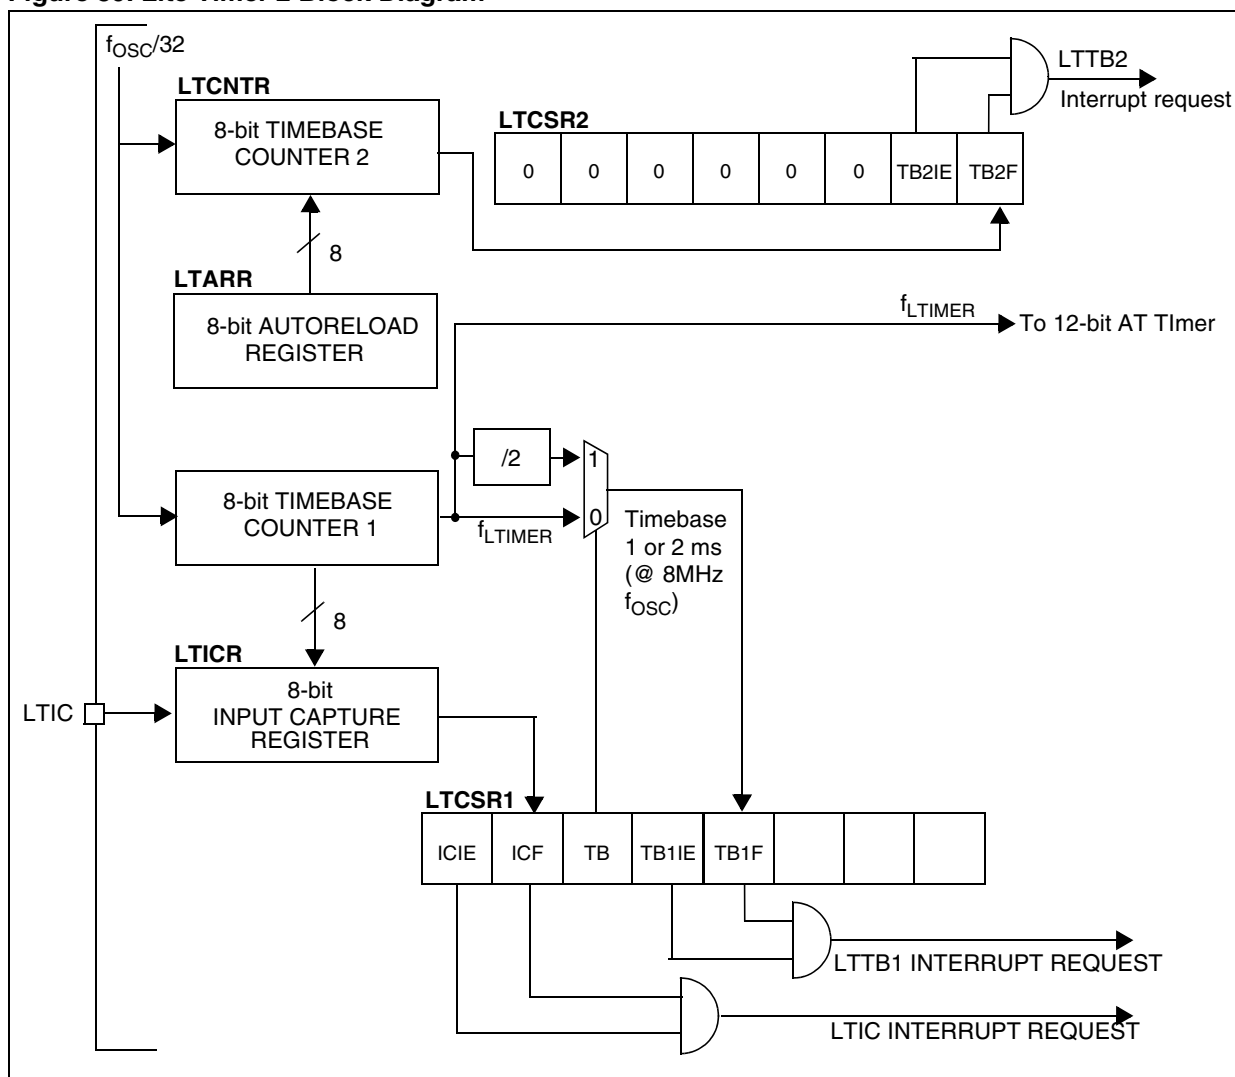 fOSC/32
LTCNTR
8-bit TIMEBASE
COUNTER 2
8
LTARR
8-bit AUTORELOAD
REGISTER
LTCSR2
0 0 0 0 0 0 TB2IE TB2F
LTTB2
Interrupt request
fLTIMER
To 12-bit AT TImer
/2
1
0
8-bit TIMEBASE
COUNTER 1
fLTIMER
Timebase
1 or 2 ms
(@ 8MHz
fOSC)
8
LTICR
8-bit
INPUT CAPTURE
REGISTER
LTIC
LTCSR1
ICIE ICF TB TB1IE TB1F
LTTB1 INTERRUPT REQUEST
LTIC INTERRUPT REQUEST